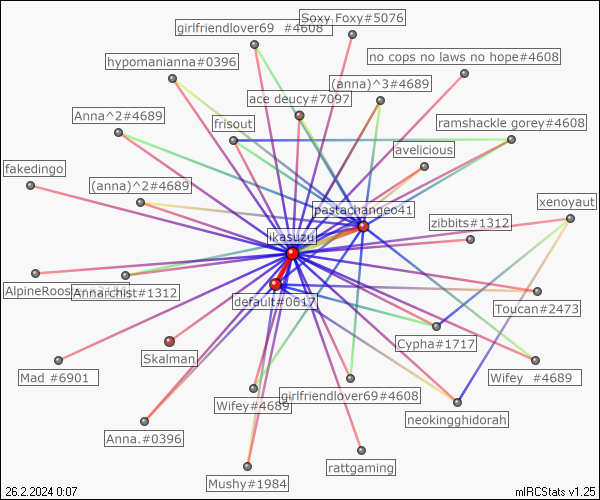 Soxy Foxy#5076
girlfriendlover69 #4608
no cops no laws no hope#4608
hypomanianna#0396
(anna)^3#4689
ace deucy#7097
Anna^2#4689
frisout
ramshackle gorey#4608
avelicious
fakedingo
(anna)^2#4689
xenoyaut
pastachangeo41
zibbits#1312
ikasuzu
AlpineRoos
Annarchist#1312
default#0617
Toucan#2473
Cypha#1717
Skalman
Mad #6901
Wifey #4689
girlfriendlover69#4608
Wifey#4689
neokingghidorah
Anna.#0396
rattgaming
Mushy#1984
26.2.2024 0:07
mIRCStats v1.25